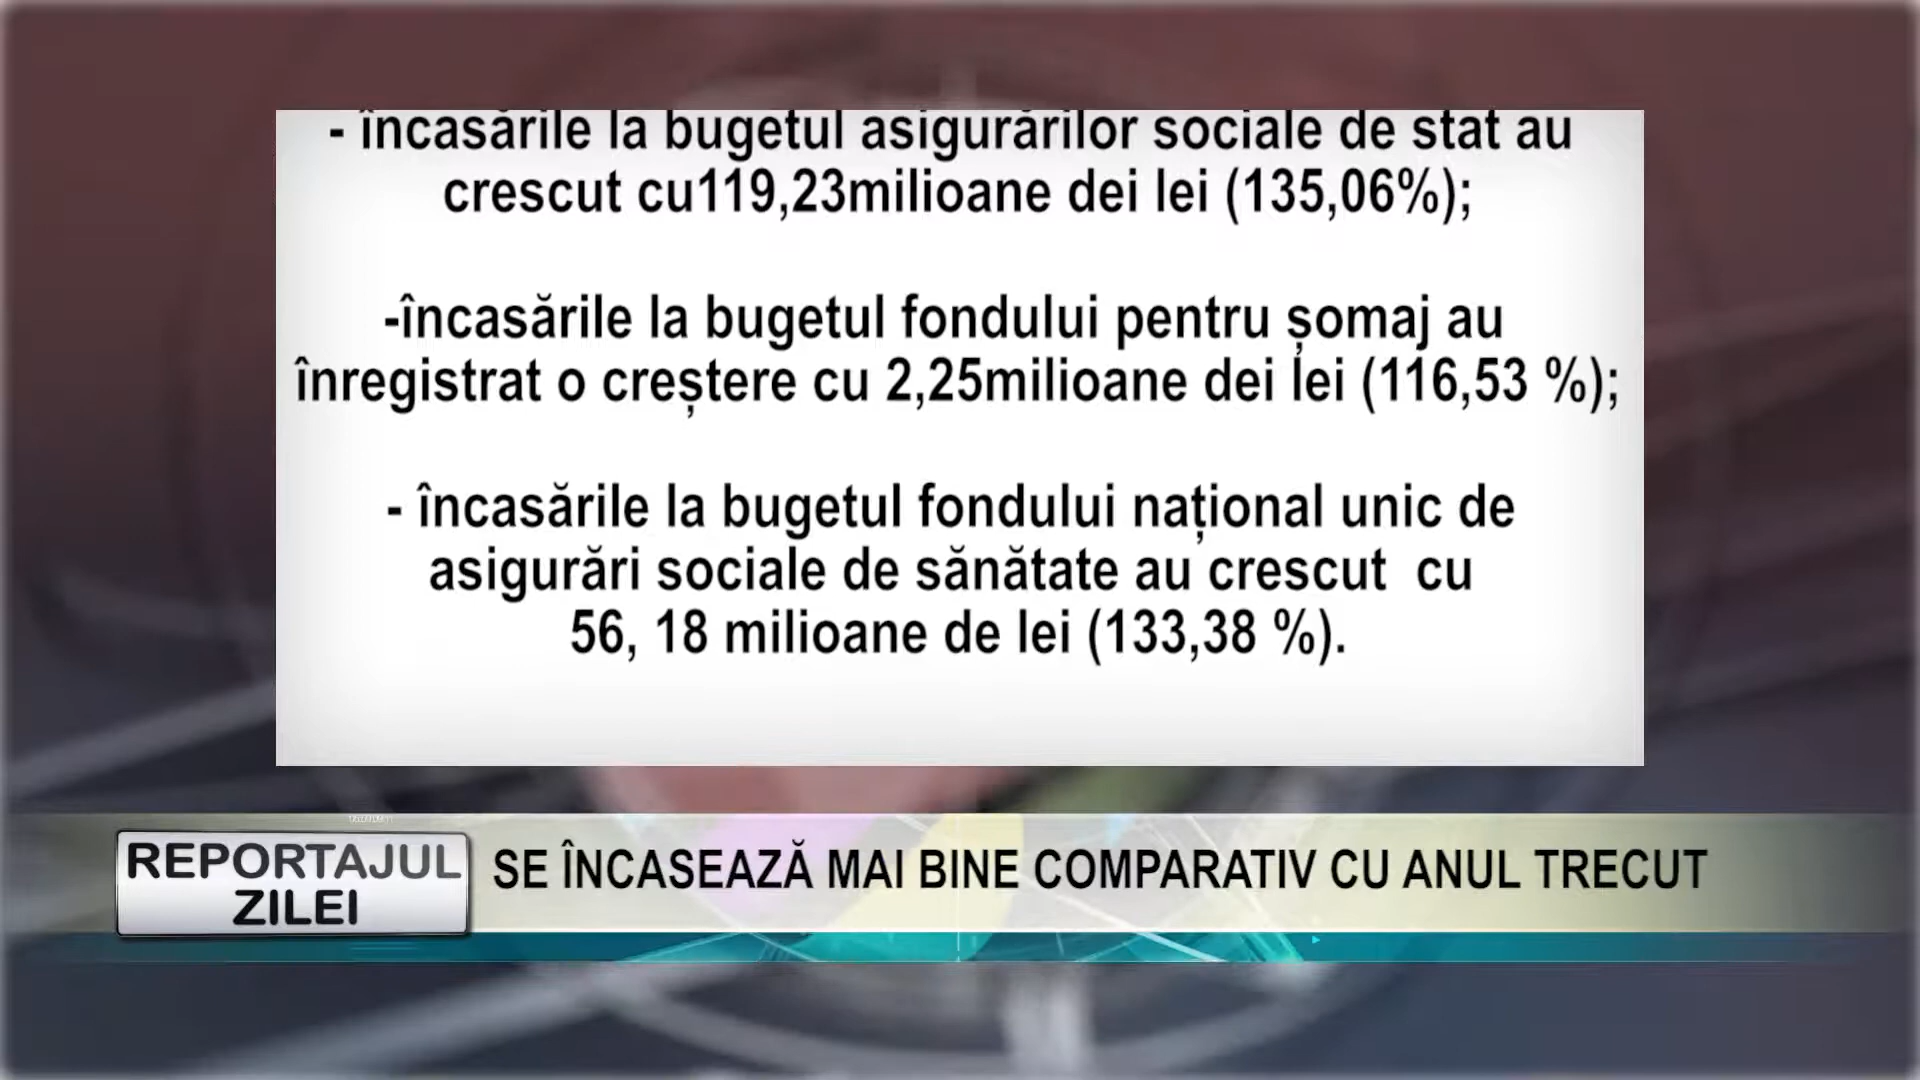 - încasările la bugetul asigurărilor sociale de stat au
crescut cu119,23milioane dei lei (135,06%);
-încasările la bugetul fondului pentru șomaj au
înregistrat o creștere cu 2,25milioane dei lei (116,53 %);
- încasările la bugetul fondului național unic de
asigurări sociale de sănătate au crescut  cu
56, 18 milioane de lei (133,38 %).
REPORTAJUL
ZILEI
SE ÎNCASEAZĂ MAI BINE COMPARATIV CU ANUL TRECUT